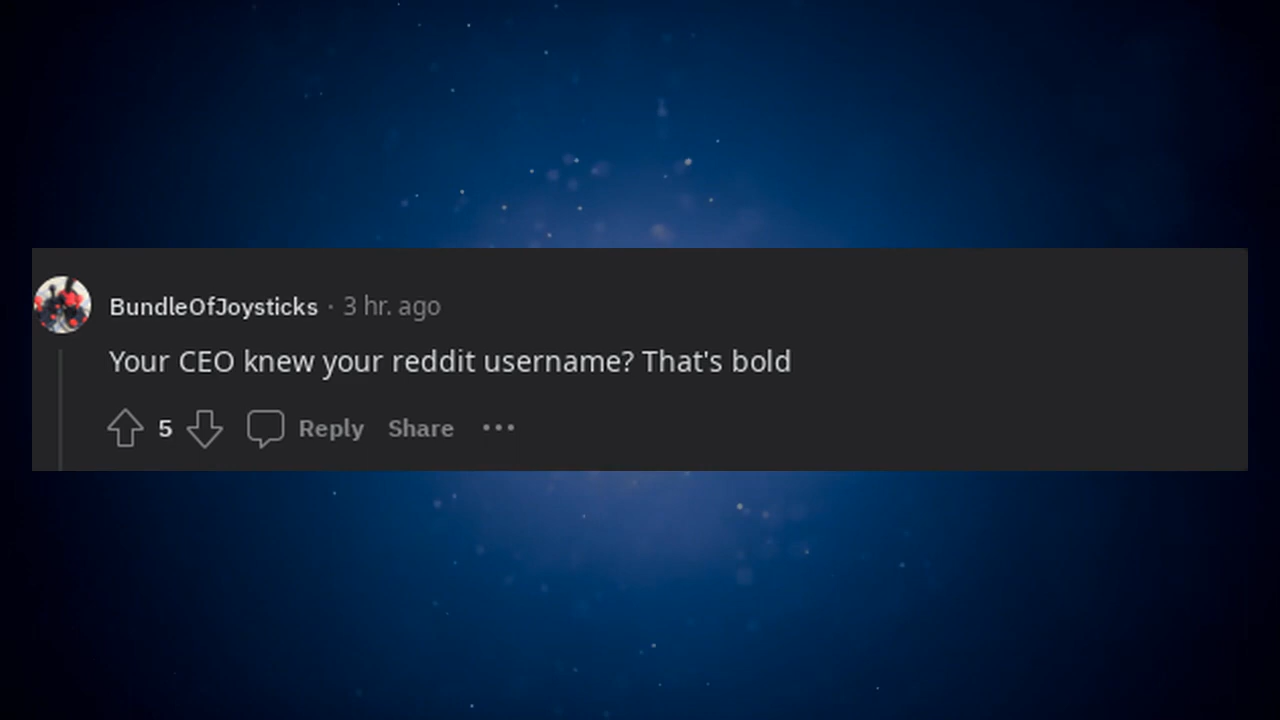 BundleOfJoysticks · 3 hr. ago
Your CEO knew your reddit username? That's bold
5 Reply Share ···